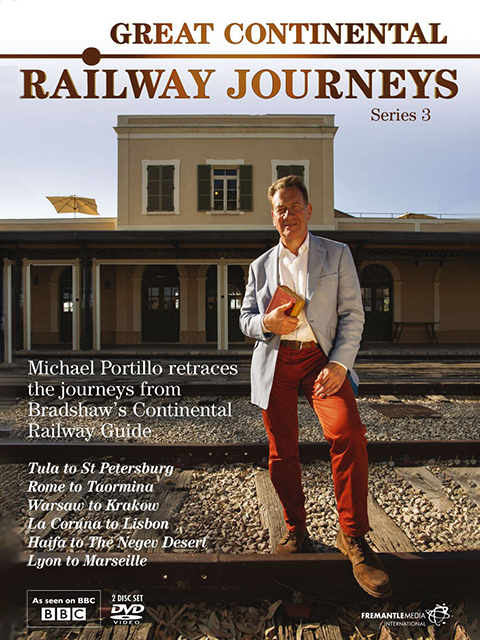 GREAT CONTINENTAL
RAILWAY JOURNEYS
Series 3
Michael Portillo retraces
the journeys from
Bradshaw's Continental
Railway Guide
Tula to St Petersburg
Rome to Taormina
Warsaw to Krakow
La Coruna to Lisbon
Haifa to The Negev Desert
Lyon to Marseille
As seen on BBC
BBC
2 DISC SET
DVD
VIDEO
FREMANTLEMEDIA
INTERNATIONAL